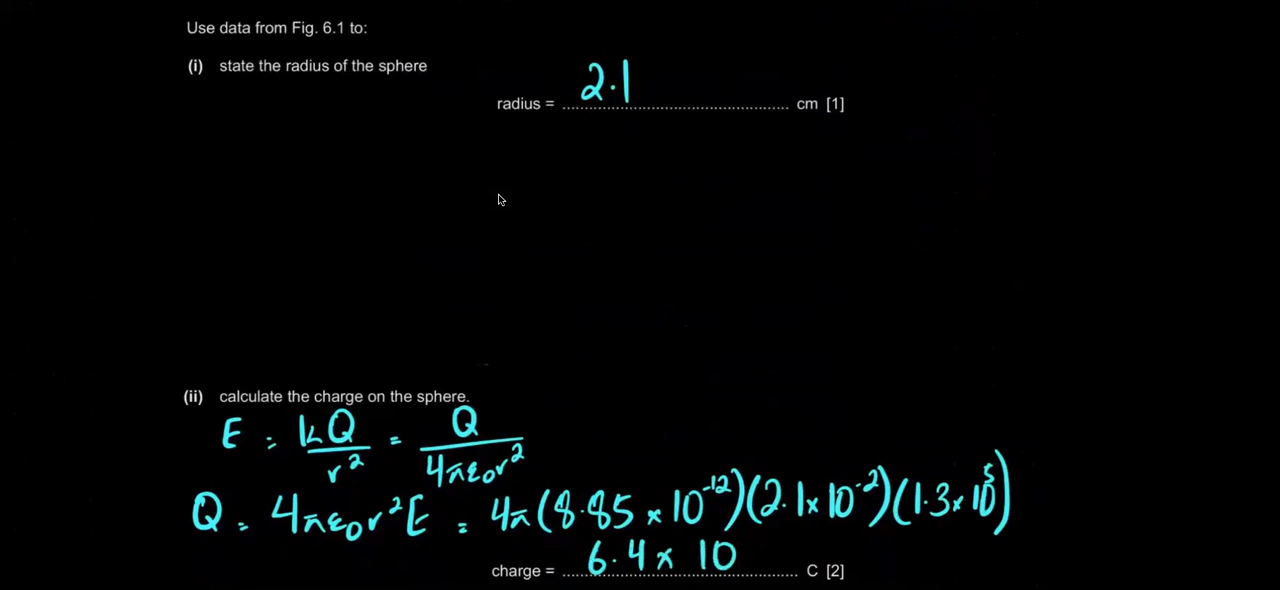 Use data from Fig. 6.1 to:
(i) state the radius of the sphere
radius = 2.1 cm [1]
(ii) calculate the charge on the sphere.
E = kQ/r² = Q/4πε₀r²
Q = 4πε₀r²E = 4π(8.85 × 10⁻¹²)(2.1 × 10⁻²)(1.3 × 10⁵)
charge = 6.4 × 10 C [2]